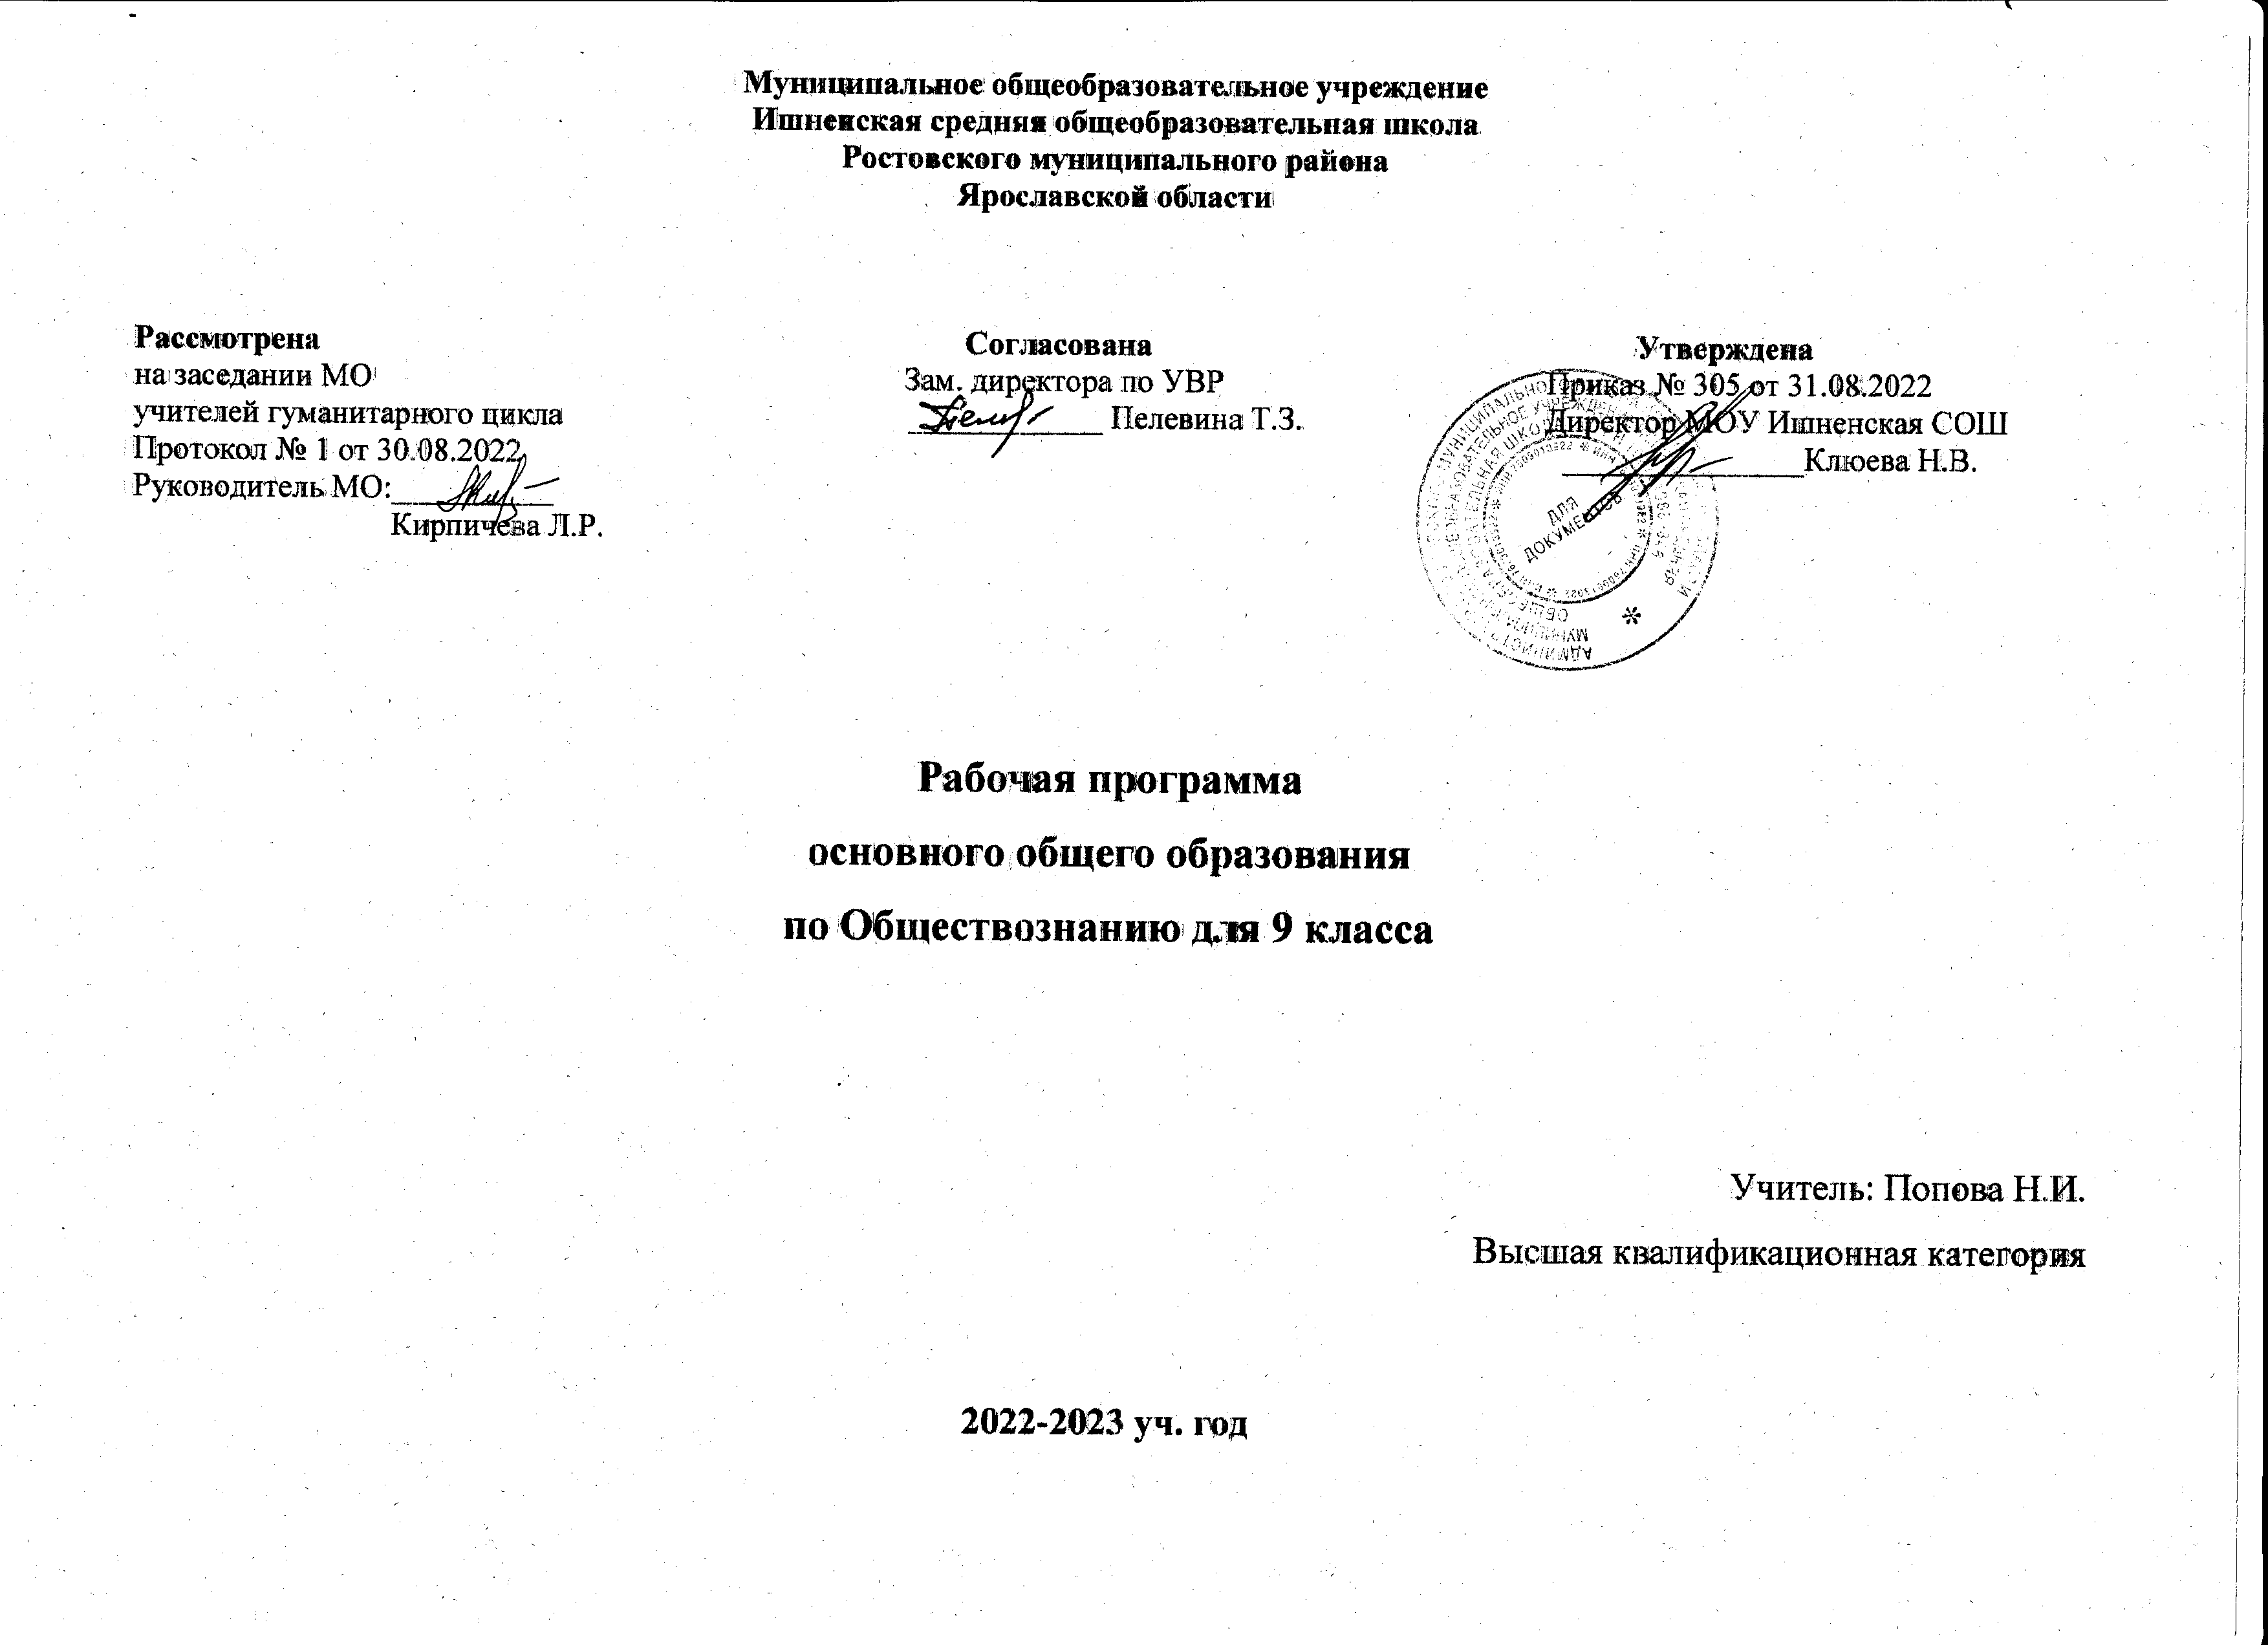 Муниципальное общеобразовательное учреждение
Ишненская средняя общеобразовательная школа
Ростовского муниципального района
Ярославской области
Рассмотрена
на заседании МО
учителей гуманитарного цикла
Протокол № 1 от 30.08.2022
Руководитель МО:
Кирпичева Л.Р.
Согласована
Зам. директора по УВР
Пелевина Т.З.
Утверждена
Приказ № 305 от 31.08.2022
Директор МОУ Ишненская СОШ
Клюева Н.В.
ДЛЯ
ДОКУМЕНТОВ
Рабочая программа
основного общего образования
по Обществознанию для 9 класса
Учитель: Попова Н.И.
Высшая квалификационная категория
2022-2023 уч. год